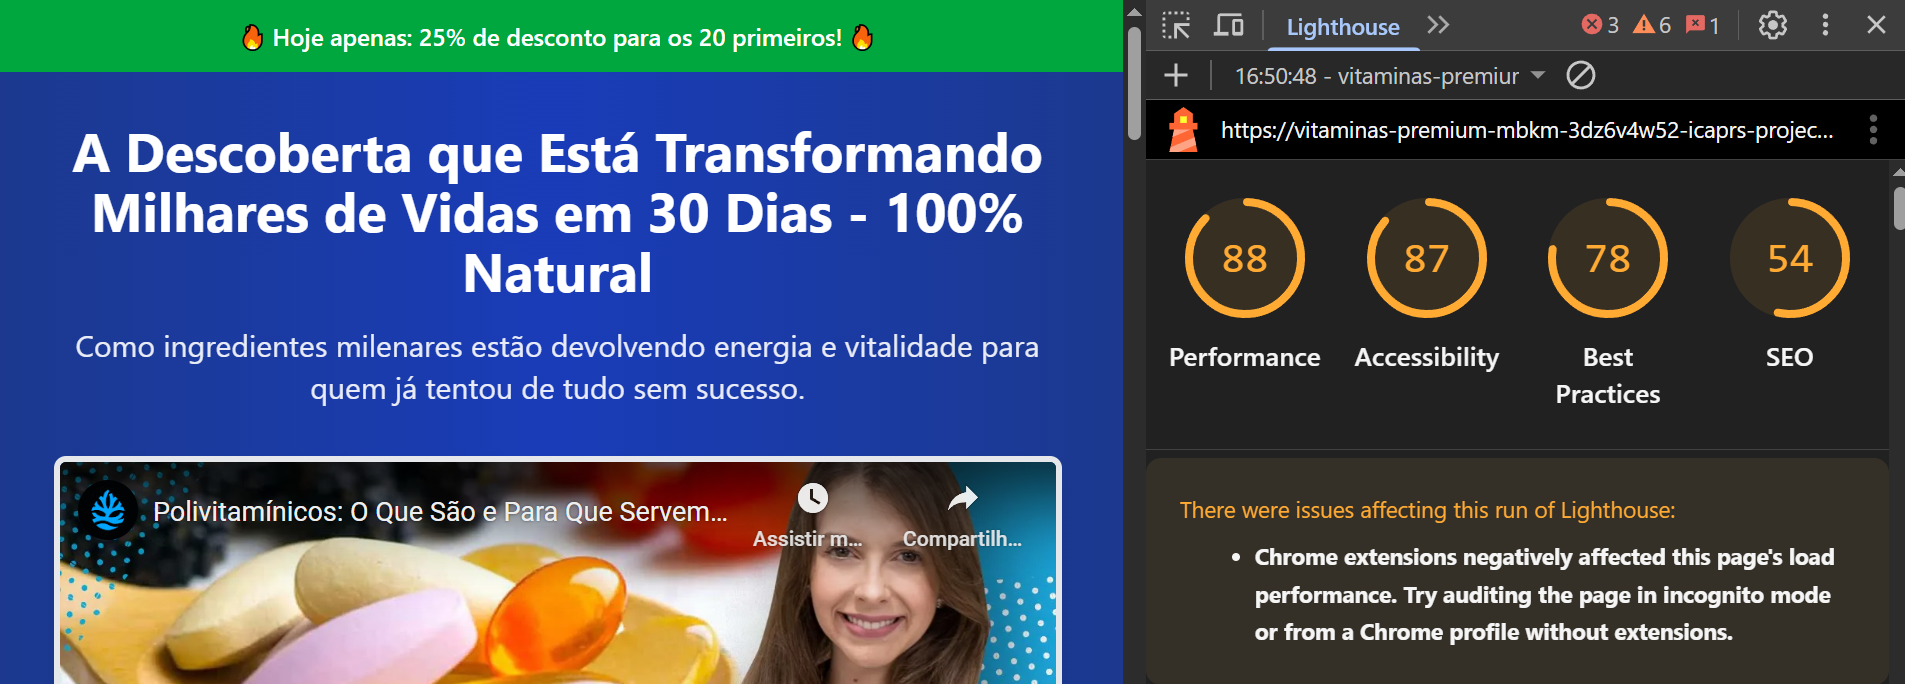 🔥 Hoje apenas: 25% de desconto para os 20 primeiros! 🔥
A Descoberta que Está Transformando
Milhares de Vidas em 30 Dias - 100%
Natural
Como ingredientes milenares estão devolvendo energia e vitalidade para
quem já tentou de tudo sem sucesso.
Polivitamínicos: O Que São e Para Que Servem...
Assistir m...
Compartilh...
Lighthouse
3
6
1
16:50:48 - vitaminas-premiur
https://vitaminas-premium-mbkm-3dz6v4w52-icaprs-projec...
88
87
78
54
Performance
Accessibility
Best
Practices
SEO
There were issues affecting this run of Lighthouse:
• Chrome extensions negatively affected this page's load
performance. Try auditing the page in incognito mode
or from a Chrome profile without extensions.